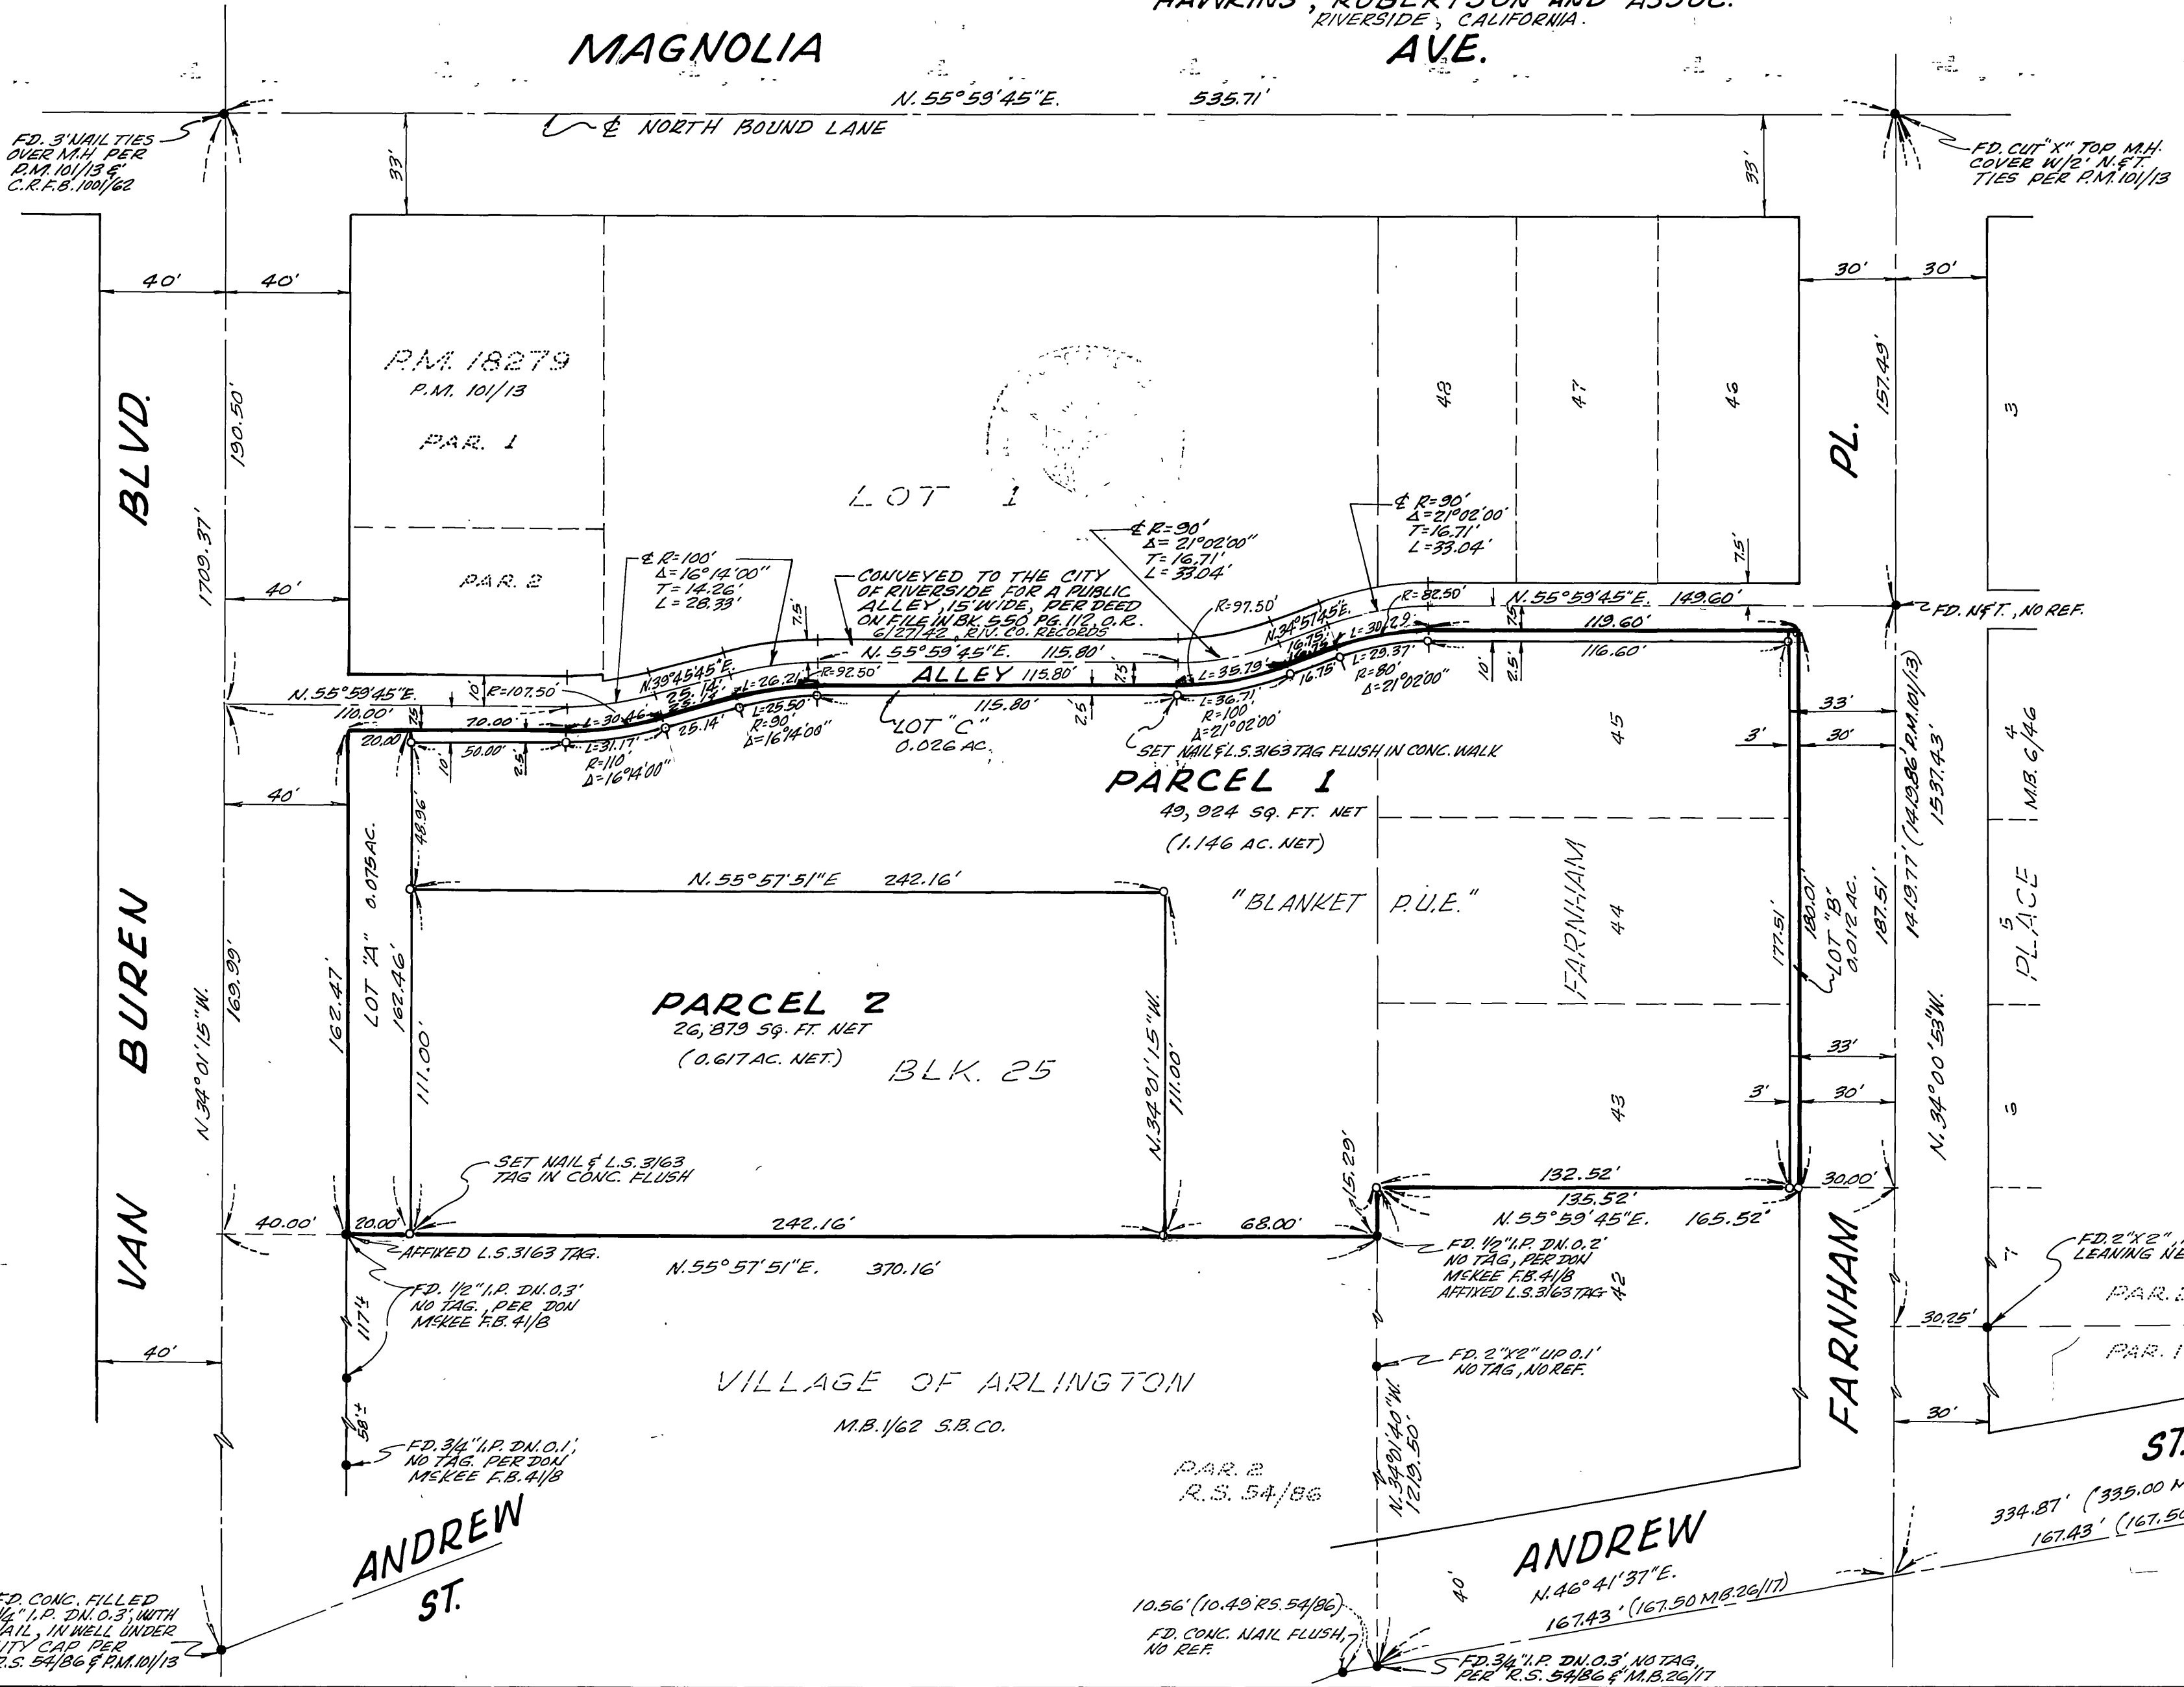 HAWKINS, ROBERTSON AND ASSOC.
RIVERSIDE, CALIFORNIA.
MAGNOLIA AVE.
N. 55°59'45"E. 535.71'
℄ NORTH BOUND LANE
FD. 3' NAIL TIES
OVER M.H PER
P.M. 101/13 &
C.R.F.B. 1001/62
FD. CUT "X" TOP M.H.
COVER W/2' N.&T.
TIES PER P.M. 101/13
33'
33'
40' 40'
30' 30'
P.M. 18279
P.M. 101/13
PAR. 1
PAR. 2
LOT 1
48
47
46
3
BLVD.
PL.
190.50'
1709.37'
157.49'
40'
℄ R=100'
Δ=16°14'00"
T=14.26'
L=28.33'
CONVEYED TO THE CITY
OF RIVERSIDE FOR A PUBLIC
ALLEY, 15' WIDE, PER DEED
ON FILE IN BK. 550 PG. 112, O.R.
6/27/42, RIV. CO. RECORDS
℄ R=90'
Δ=21°02'00"
T=16.71'
L=33.04'
℄ R=90'
Δ=21°02'00"
T=16.71'
L=33.04'
7.5'
7.5'
N. 55°59'45"E. 149.60'
FD. N&T., NO REF.
R=97.50'
N.34°57'45"E.
R=82.50'
16.75'
16.75'
L=30.29
7.5
119.60'
116.60'
N. 55°59'45"E. 115.80'
ALLEY 115.80'
7.5
R=92.50'
N.39°45'45"E.
25.14'
25.14'
L=26.21'
L=35.79'
L=29.37'
R=80'
Δ=21°02'00"
16.75'
10'
2.5'
N. 55°59'45"E.
110.00'
10'
R=107.50'
7.5
70.00'
L=30.46'
20.00'
50.00'
10'
2.5'
L=31.17'
R=110'
Δ=16°14'00"
25.14'
L=25.50'
R=90'
Δ=16°14'00"
115.80'
2.5'
LOT "C"
0.026 AC.
L=36.71'
R=100'
Δ=21°02'00'
SET NAIL & L.S.3163 TAG FLUSH IN CONC. WALK
45
33'
3' 30'
PARCEL 1
49,924 SQ. FT. NET
(1.146 AC. NET)
40'
48.96'
LOT "A" 0.075 AC.
162.46'
N. 55°57'51"E 242.16'
"BLANKET P.U.E."
FARNHAM
44
177.51'
180.01'
LOT "B"
0.012 AC.
187.51'
1419.77' (1419.86' P.M.101/13)
1537.43'
4
M.B. 6/46
5
PLACE
VAN BUREN
N.34°01'15"W.
169.99'
162.47'
111.00'
PARCEL 2
26,879 SQ. FT. NET
(0.617 AC. NET.)
BLK. 25
N.34°01'15"W.
111.00'
43
33'
3' 30'
N.34°00'53"W.
SET NAIL & L.S.3163
TAG IN CONC. FLUSH
15.29'
132.52'
135.52'
30.00'
N. 55°59'45"E. 165.52'
40.00' 20.00' 242.16' 68.00'
AFFIXED L.S.3163 TAG.
N.55°57'51"E. 370.16'
FD. 1/2" I.P. DN.0.3'
NO TAG., PER DON
McKEE F.B. 41/8
117'±
FD. 1/2" I.P. DN.0.2'
NO TAG, PER DON
McKEE F.B. 41/8
AFFIXED L.S.3163 TAG
42
7
FD. 2"X2",
PAR.
PAR. 1
30.25'
40'
58'±
FD. 3/4" I.P. DN.0.1',
NO TAG. PER DON
McKEE F.B. 41/8
VILLAGE OF ARLINGTON
M.B.1/62 S.B.CO.
FD. 2"X2" UP 0.1'
NO TAG, NO REF.
N.34°01'40"W.
1219.50'
PAR. 2
R.S. 54/86
FARNHAM
30'
ST.
334.87' (335.00
167.43' (167.50
ANDREW
ST.
ANDREW
N.46°41'37"E.
167.43' (167.50 M.B.26/17)
40'
10.56' (10.49' R.S. 54/86)
FD. CONC. NAIL FLUSH,
NO REF.
FD. 3/4" I.P. DN.0.3', NO TAG,
PER R.S. 54/86 & M.B.26/17
FD. CONC. FILLED
I.P. DN.0.3', WITH
NAIL, IN WELL UNDER
CITY CAP PER
R.S. 54/86 & P.M.101/13